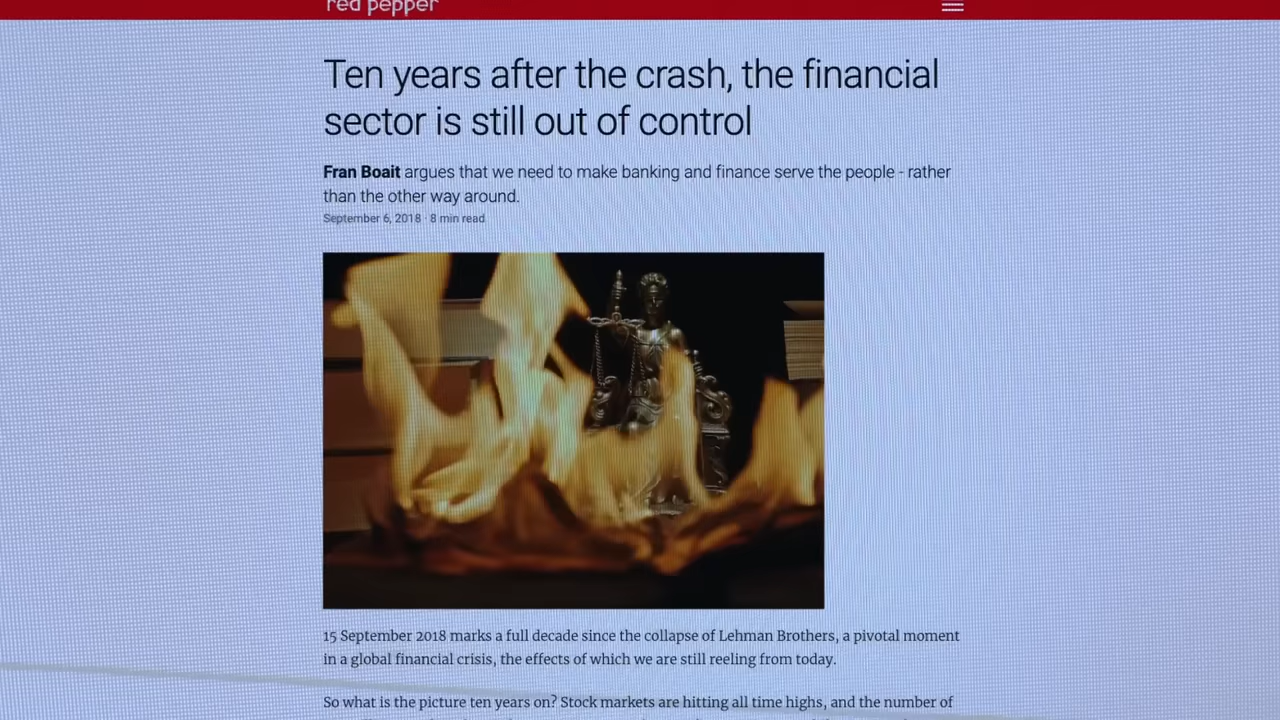 red pepper
Ten years after the crash, the financial
sector is still out of control
Fran Boait argues that we need to make banking and finance serve the people - rather
than the other way around.
September 6, 2018 · 8 min read
15 September 2018 marks a full decade since the collapse of Lehman Brothers, a pivotal moment
in a global financial crisis, the effects of which we are still reeling from today.
So what is the picture ten years on? Stock markets are hitting all time highs, and the number of